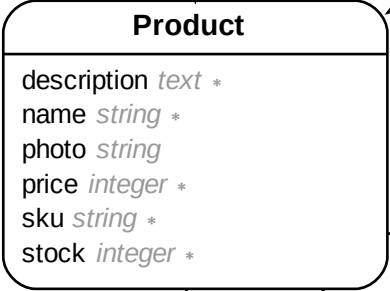 Product
description text *
name string *
photo string
price integer *
sku string *
stock integer *